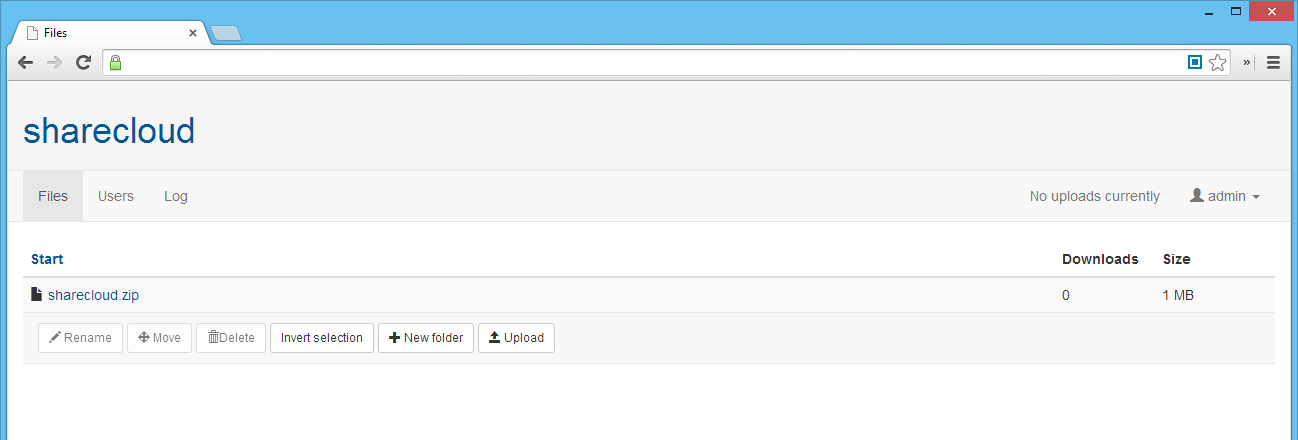 Files
»
sharecloud
Files Users Log No uploads currently admin
Start Downloads Size
sharecloud.zip 0 1 MB
Rename Move Delete Invert selection New folder Upload